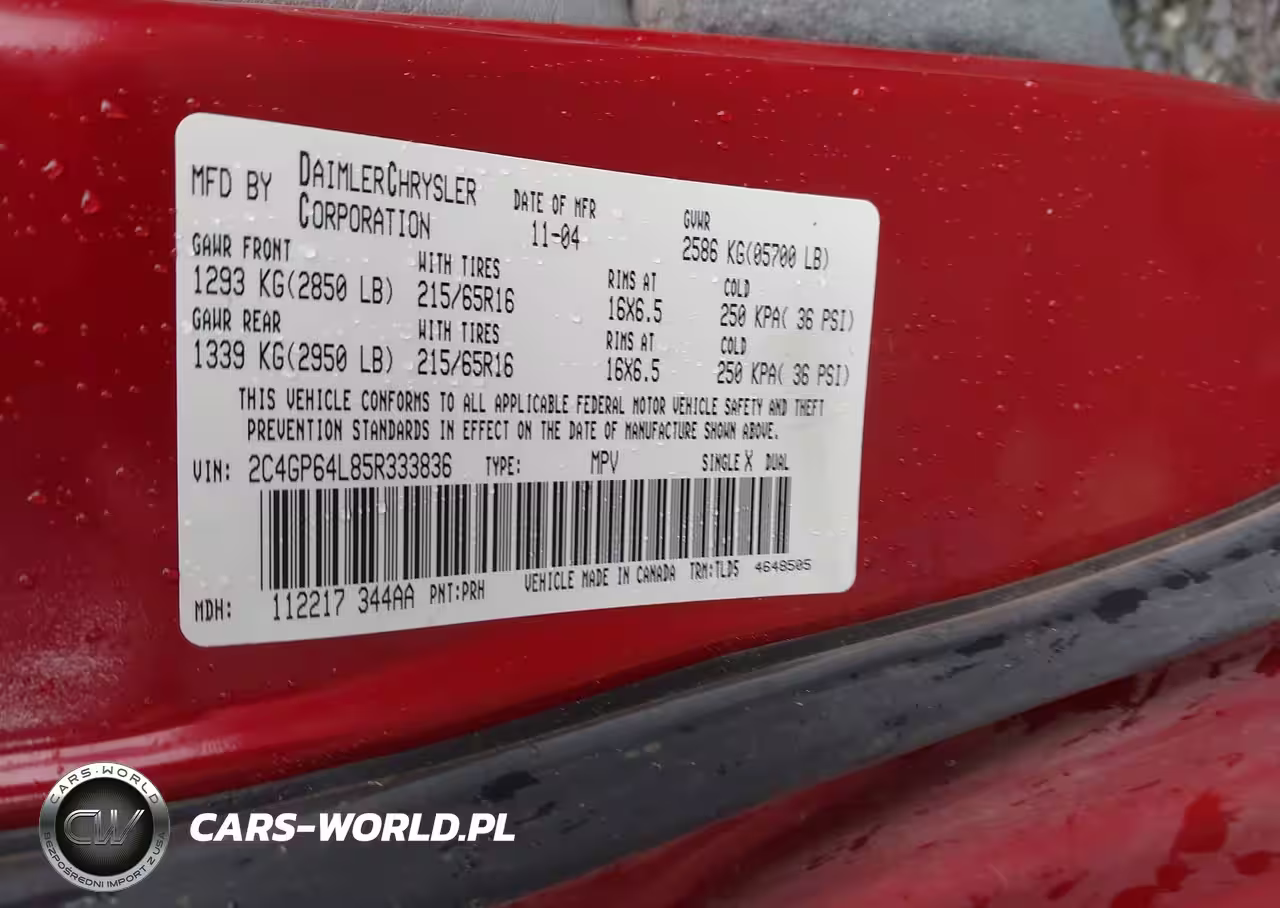 MFD BY DAIMLERCHRYSLER CORPORATION
DATE OF MFR 11-04
GVWR 2586 KG(05700 LB)
GAWR FRONT WITH TIRES RIMS AT COLD
1293 KG(2850 LB) 215/65R16 16X6.5 250 KPA( 36 PSI)
GAWR REAR WITH TIRES RIMS AT COLD
1339 KG(2950 LB) 215/65R16 16X6.5 250 KPA( 36 PSI)
THIS VEHICLE CONFORMS TO ALL APPLICABLE FEDERAL MOTOR VEHICLE SAFETY AND THEFT
PREVENTION STANDARDS IN EFFECT ON THE DATE OF MANUFACTURE SHOWN ABOVE.
VIN: 2C4GP64L85R333836 TYPE: MPV SINGLE X DUAL
MDH: 112217 344AA PNT:PRH VEHICLE MADE IN CANADA TRM:TLD5 4648505
CARS-WORLD
CW
BEZPOŚREDNI IMPORT Z USA
CARS-WORLD.PL